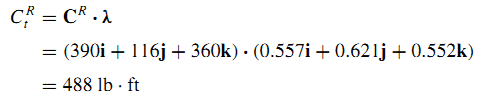 C_t^R = C^R · λ
= (390i + 116j + 360k) · (0.557i + 0.621j + 0.552k)
= 488 lb · ft